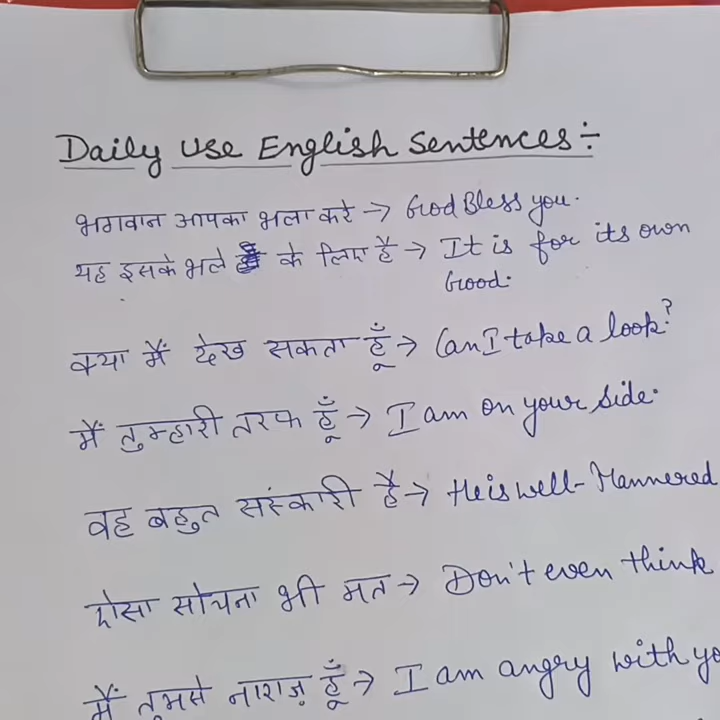 Daily Use English Sentences ÷
भगवान आपका भला करे → God Bless you.
यह इसके भले के लिए है → It is for its own
Good.
क्या मैं देख सकता हूँ → Can I take a look?
मैं तुम्हारी तरफ हूँ → I am on your side.
वह बहुत संस्कारी है → He is well-Mannered
ऐसा सोचना भी मत → Don't even think
मैं तुमसे नाराज़ हूँ → I am angry with yo